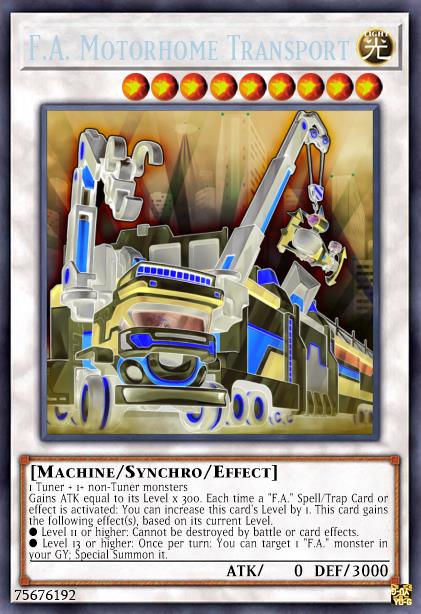 F.A. Motorhome Transport
LIGHT
光
[Machine/Synchro/Effect]
1 Tuner + 1+ non-Tuner monsters
Gains ATK equal to its Level x 300. Each time a "F.A." Spell/Trap Card or
effect is activated: You can increase this card's Level by 1. This card gains
the following effect(s), based on its current Level.
● Level 11 or higher: Cannot be destroyed by battle or card effects.
● Level 13 or higher: Once per turn: You can target 1 "F.A." monster in
your GY; Special Summon it.
ATK/ 0 DEF/3000
75676192